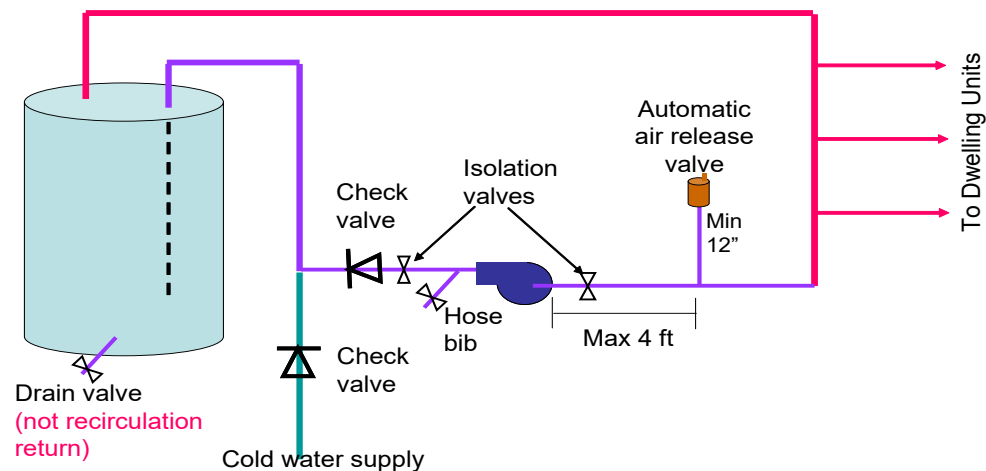 Automatic
air release
valve
Isolation
valves
Check
valve
Min
12”
To Dwelling Units
Hose
bib
Max 4 ft
Check
valve
Drain valve
(not recirculation
return)
Cold water supply